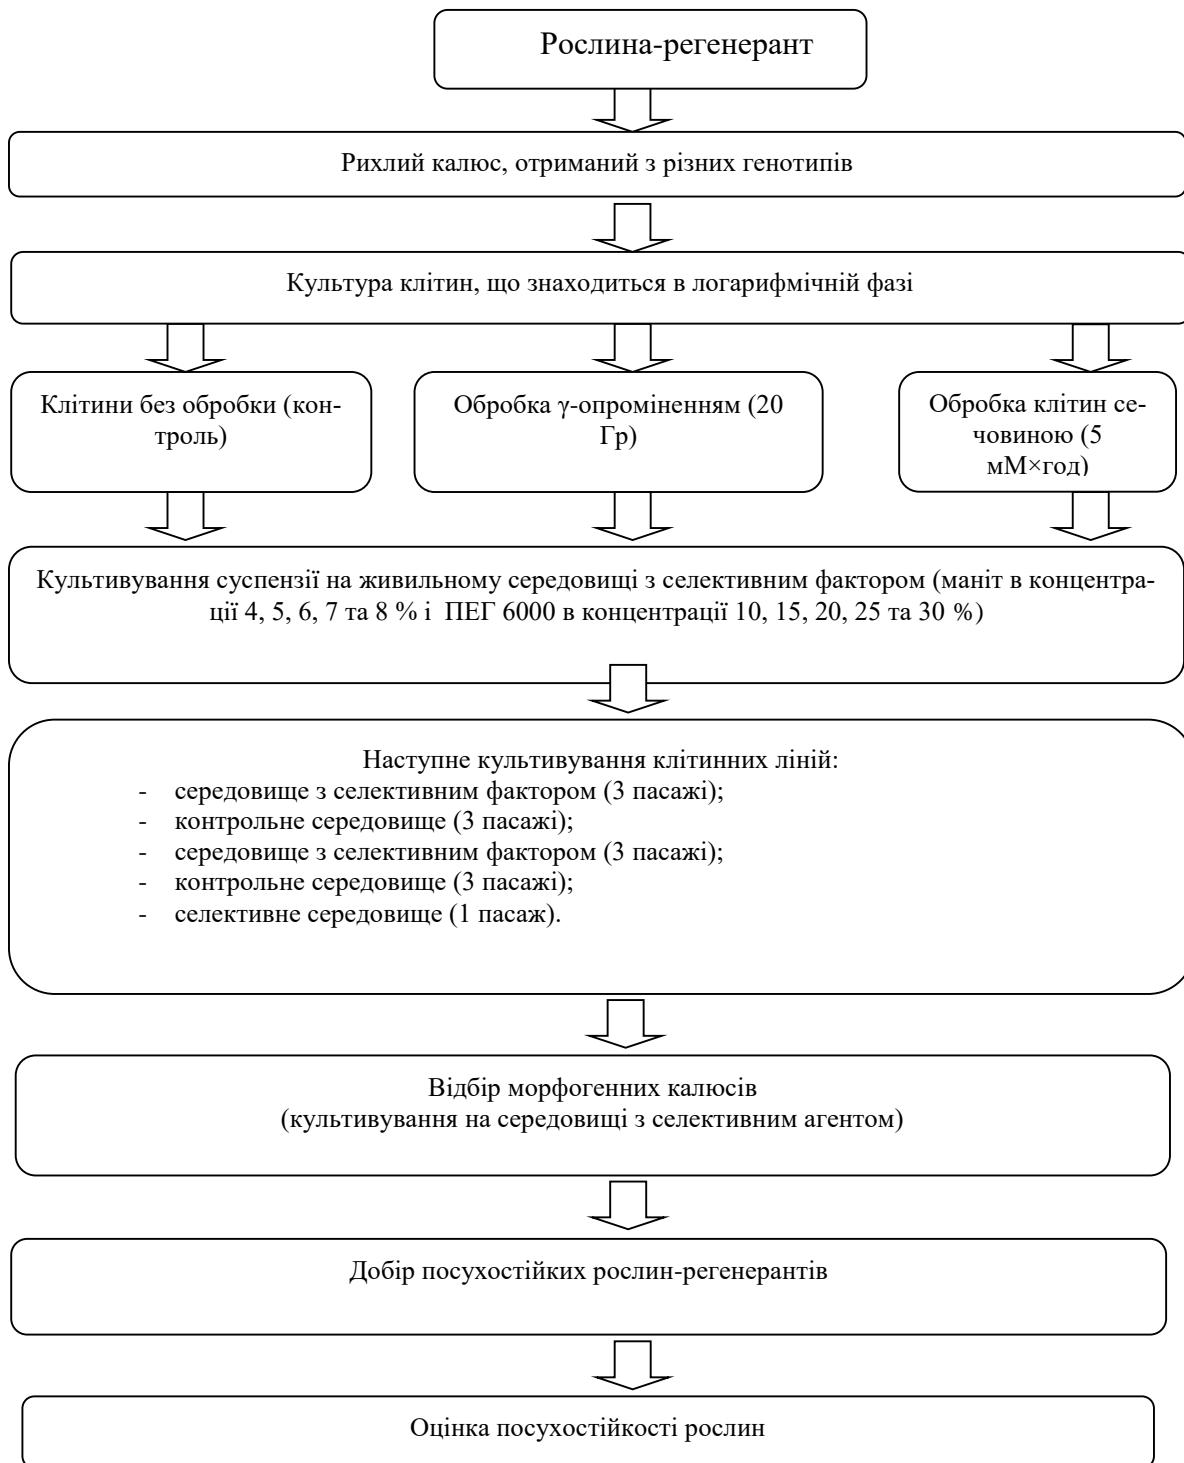 Рослина-регенерант
Рихлий калюс, отриманий з різних генотипів
Культура клітин, що знаходиться в логарифмічній фазі
Клітини без обробки (кон-
троль)
Обробка γ-опроміненням (20
Гр)
Обробка клітин се-
човиною (5
мМ×год)
Культивування суспензії на живильному середовищі з селективним фактором (маніт в концентра-
ції 4, 5, 6, 7 та 8 % і ПЕГ 6000 в концентрації 10, 15, 20, 25 та 30 %)
Наступне культивування клітинних ліній:
- середовище з селективним фактором (3 пасажі);
- контрольне середовище (3 пасажі);
- середовище з селективним фактором (3 пасажі);
- контрольне середовище (3 пасажі);
- селективне середовище (1 пасаж).
Відбір морфогенних калюсів
(культивування на середовищі з селективним агентом)
Добір посухостійких рослин-регенерантів
Оцінка посухостійкості рослин